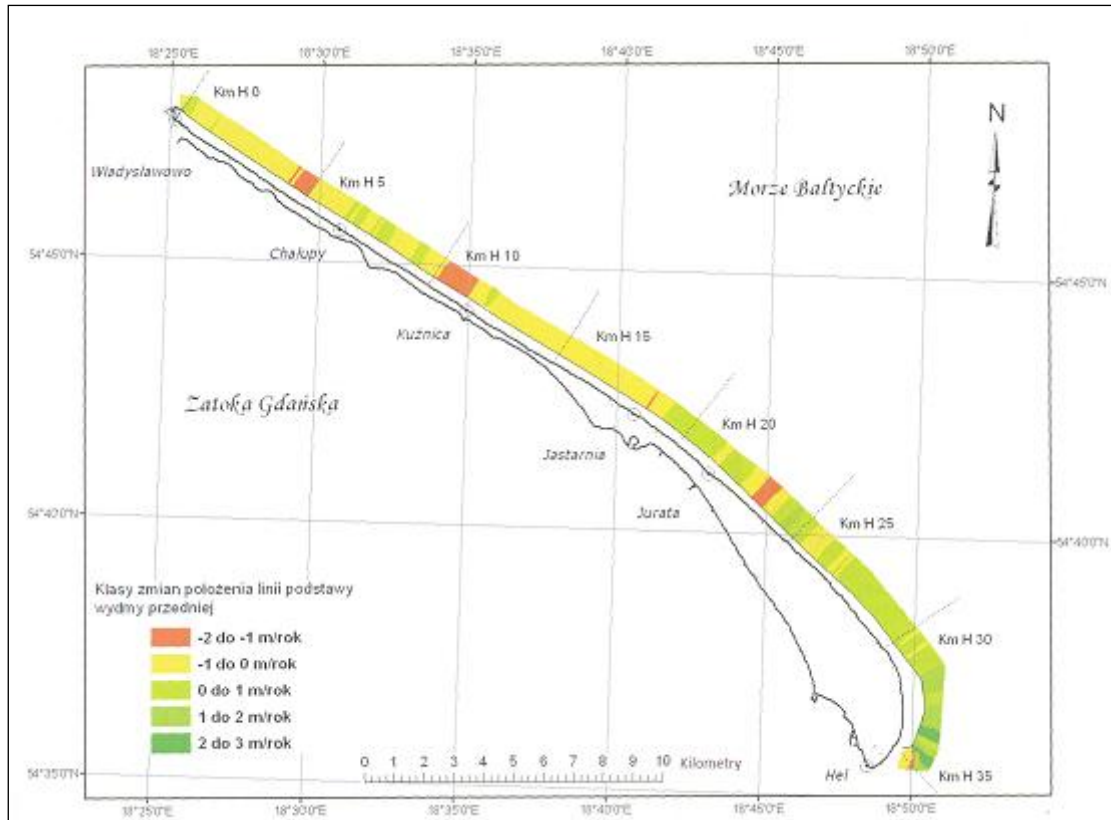 18°25'0"E 18°30'0"E 18°35'0"E 18°40'0"E 18°45'0"E 18°50'0"E
Km H 0
N
Władysławowo
Km H 5
Morze Bałtyckie
54°45'0"N
Chałupy
Km H 10
54°45'0"N
Kuźnica
Km H 15
Zatoka Gdańska
Km H 20
Jastarnia
Jurata
54°40'0"N
Km H 25
54°40'0"N
Klasy zmian położenia linii podstawy
wydmy przedniej
-2 do -1 m/rok
Km H 30
-1 do 0 m/rok
0 do 1 m/rok
1 do 2 m/rok
2 do 3 m/rok
0 1 2 3 4 5 6 7 8 9 10 Kilometry
Hel
Km H 35
54°35'0"N
18°25'0"E 18°30'0"E 18°35'0"E 18°40'0"E 18°45'0"E 18°50'0"E